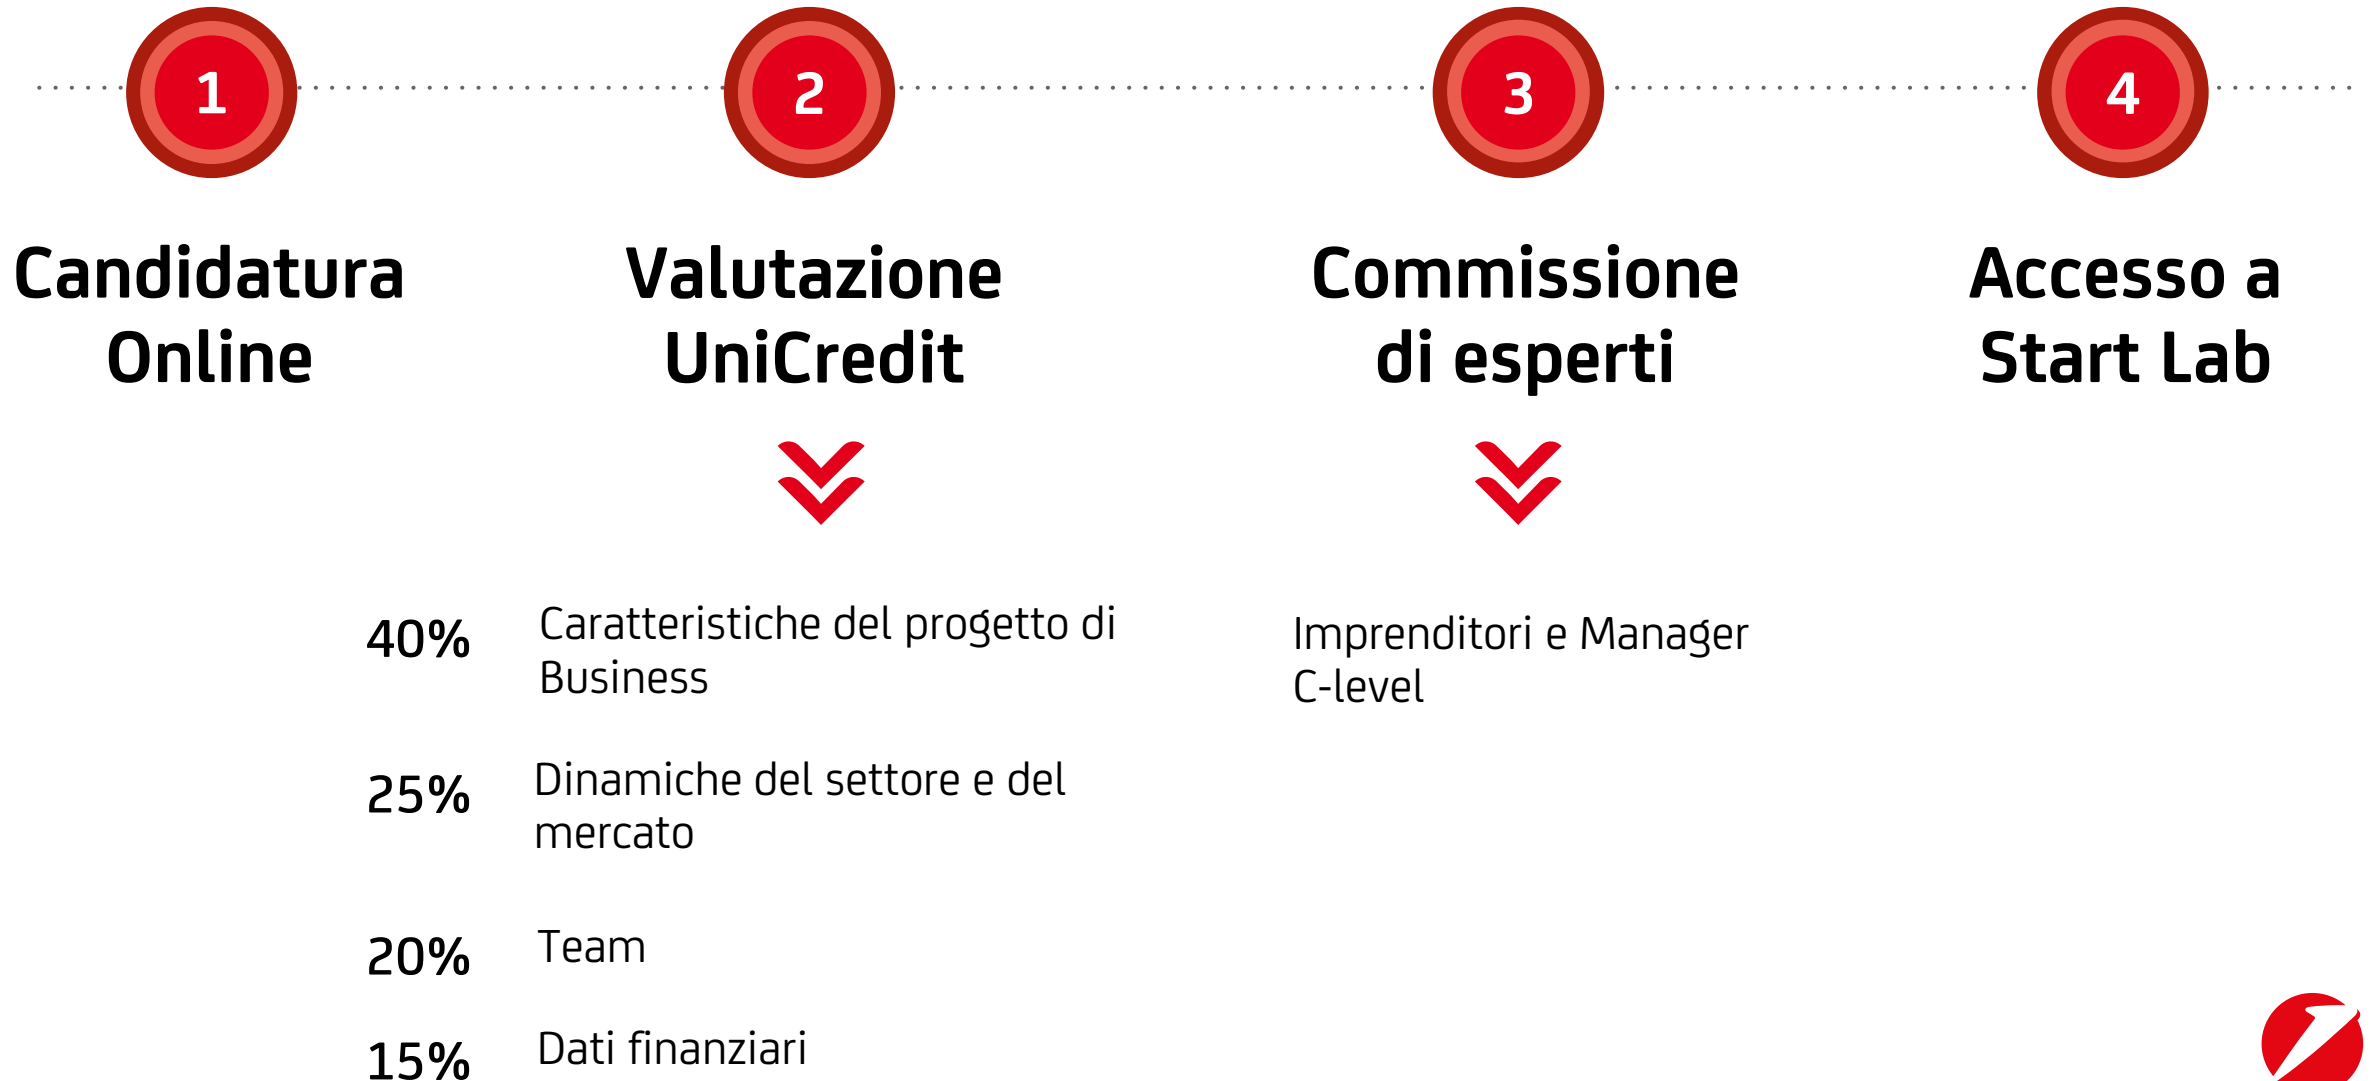 1
2
3
4
Candidatura
Online
Valutazione
UniCredit
Commissione
di esperti
Accesso a
Start Lab
40%
Caratteristiche del progetto di
Business
25%
Dinamiche del settore e del
mercato
20%
Team
15%
Dati finanziari
Imprenditori e Manager
C-level